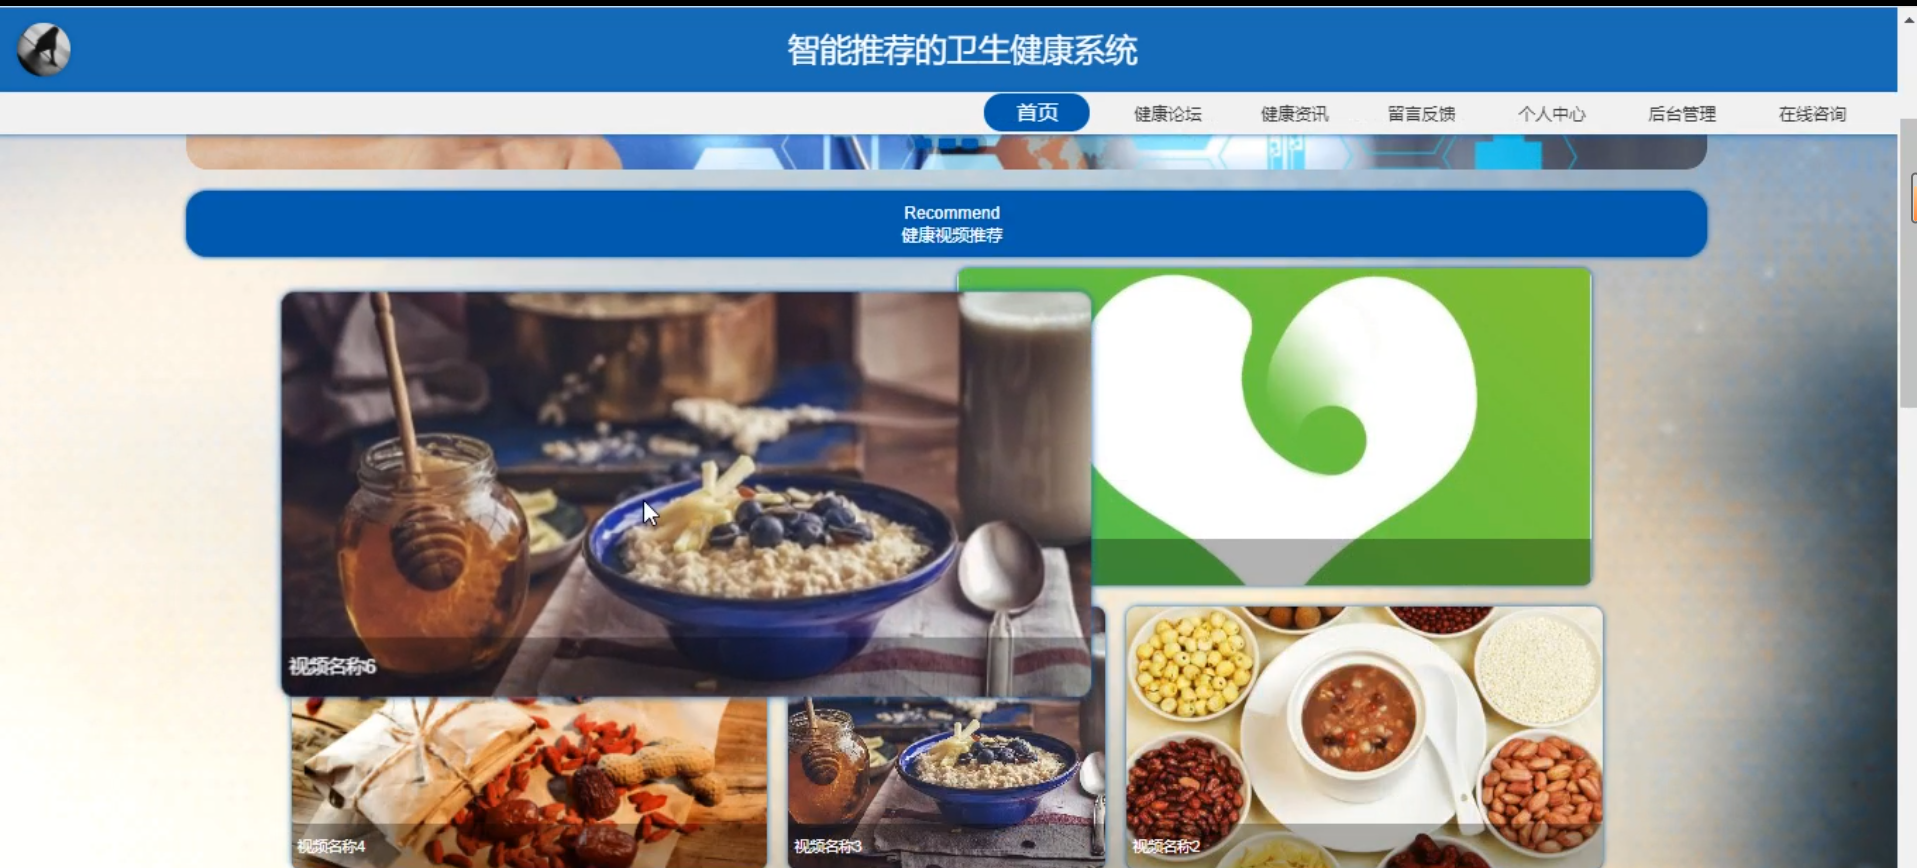 智能推荐的卫生健康系统
首页 健康论坛 健康资讯 留言反馈 个人中心 后台管理 在线咨询
Recommend
健康视频推荐
视频名称6
视频名称4 视频名称3 视频名称2